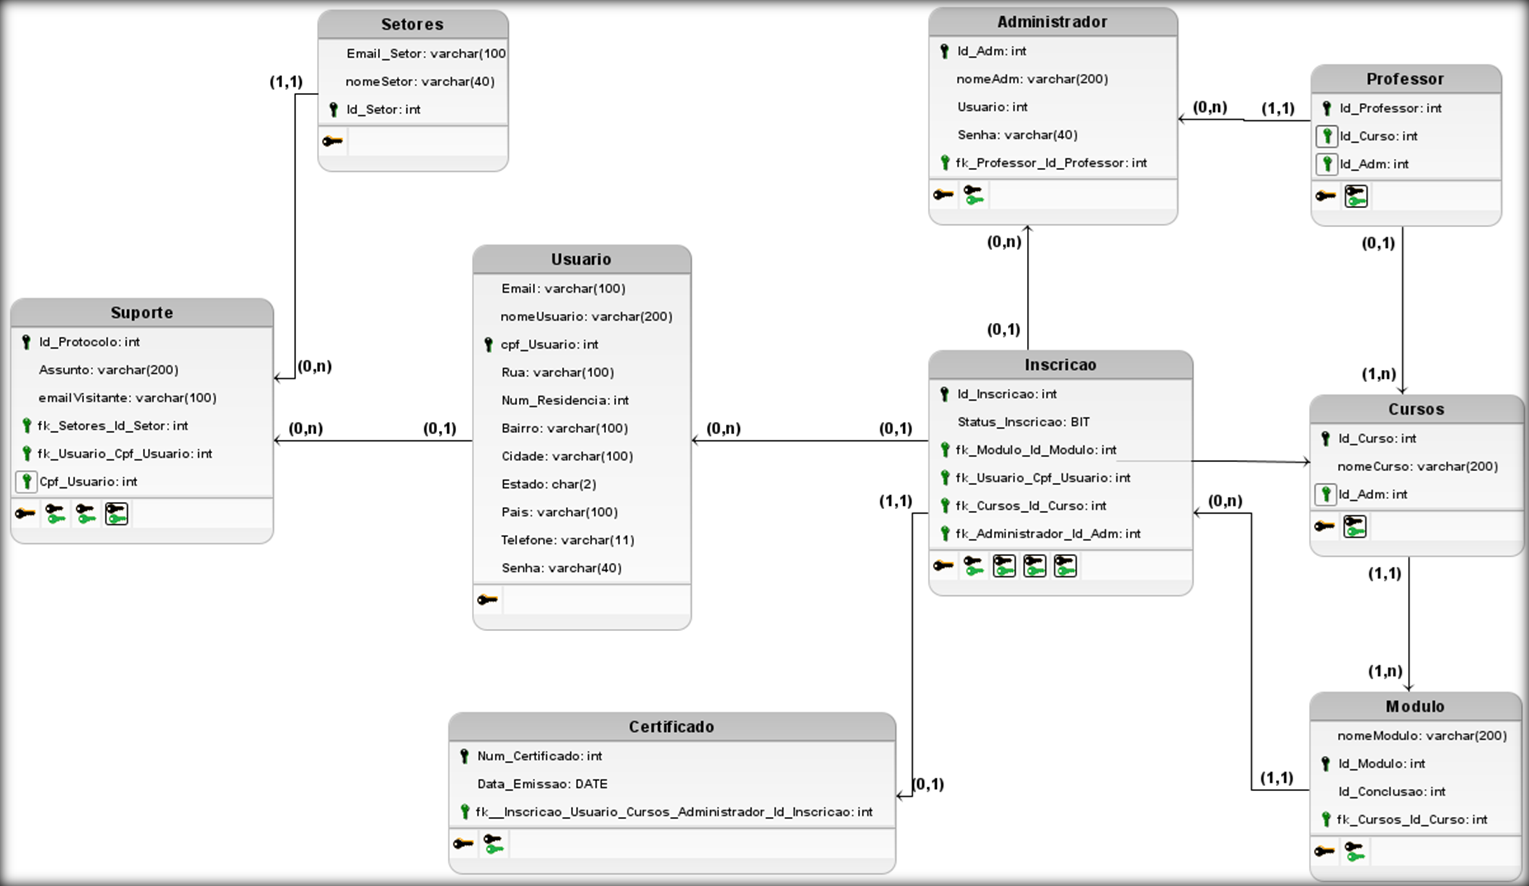 Setores
Email_Setor: varchar(100
nomeSetor: varchar(40)
Id_Setor: int
(1,1)
(0,n)
Administrador
Id_Adm: int
nomeAdm: varchar(200)
Usuario: int
Senha: varchar(40)
fk_Professor_Id_Professor: int
(0,n)
(1,1)
Professor
Id_Professor: int
Id_Curso: int
Id_Adm: int
(0,n)
(0,1)
(0,1)
(1,n)
Suporte
Id_Protocolo: int
Assunto: varchar(200)
emailVisitante: varchar(100)
fk_Setores_Id_Setor: int
fk_Usuario_Cpf_Usuario: int
Cpf_Usuario: int
(0,n)
(0,1)
Usuario
Email: varchar(100)
nomeUsuario: varchar(200)
cpf_Usuario: int
Rua: varchar(100)
Num_Residencia: int
Bairro: varchar(100)
Cidade: varchar(100)
Estado: char(2)
Pais: varchar(100)
Telefone: varchar(11)
Senha: varchar(40)
(0,n)
(0,1)
(1,1)
Inscricao
Id_Inscricao: int
Status_Inscricao: BIT
fk_Modulo_Id_Modulo: int
fk_Usuario_Cpf_Usuario: int
fk_Cursos_Id_Curso: int
fk_Administrador_Id_Adm: int
(0,n)
Cursos
Id_Curso: int
nomeCurso: varchar(200)
Id_Adm: int
(1,1)
(1,n)
Certificado
Num_Certificado: int
Data_Emissao: DATE
fk__Inscricao_Usuario_Cursos_Administrador_Id_Inscricao: int
(0,1)
(1,1)
Modulo
nomeModulo: varchar(200)
Id_Modulo: int
Id_Conclusao: int
fk_Cursos_Id_Curso: int